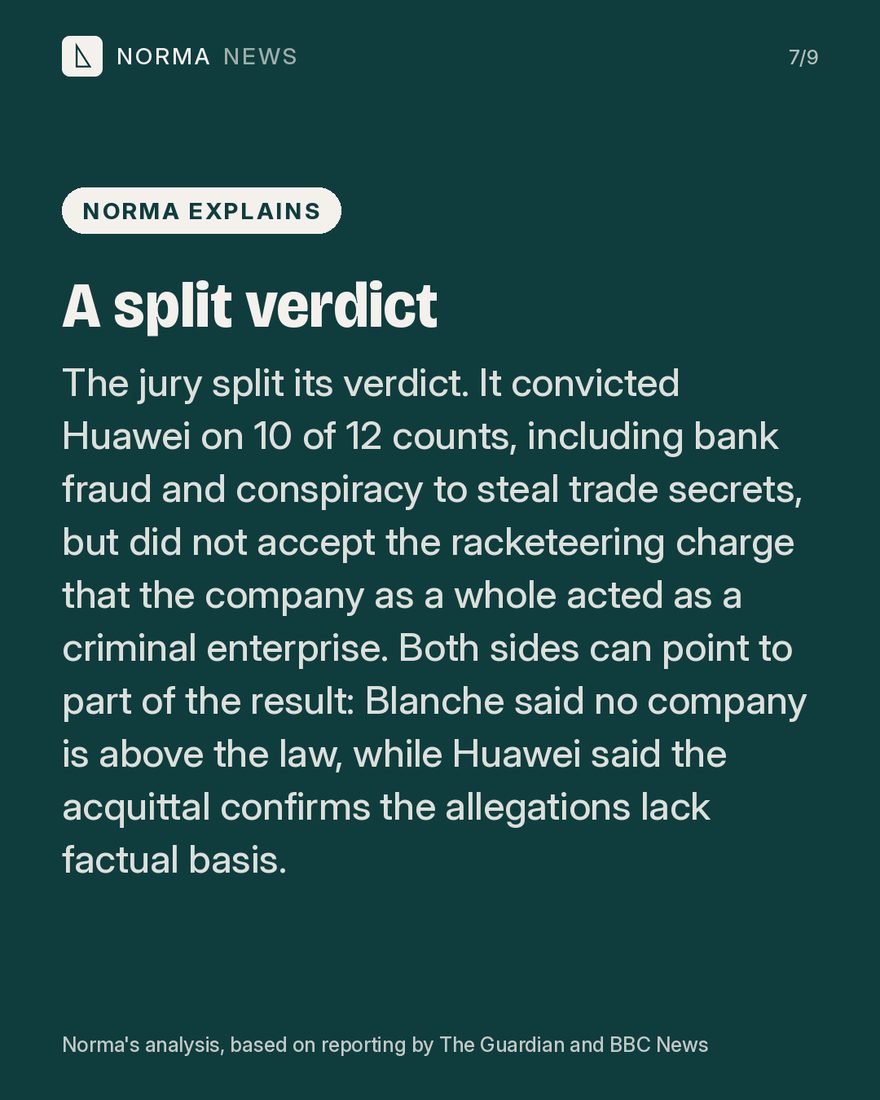 NORMA NEWS
7/9
NORMA EXPLAINS
A split verdict
The jury split its verdict. It convicted
Huawei on 10 of 12 counts, including bank
fraud and conspiracy to steal trade secrets,
but did not accept the racketeering charge
that the company as a whole acted as a
criminal enterprise. Both sides can point to
part of the result: Blanche said no company
is above the law, while Huawei said the
acquittal confirms the allegations lack
factual basis.
Norma's analysis, based on reporting by The Guardian and BBC News